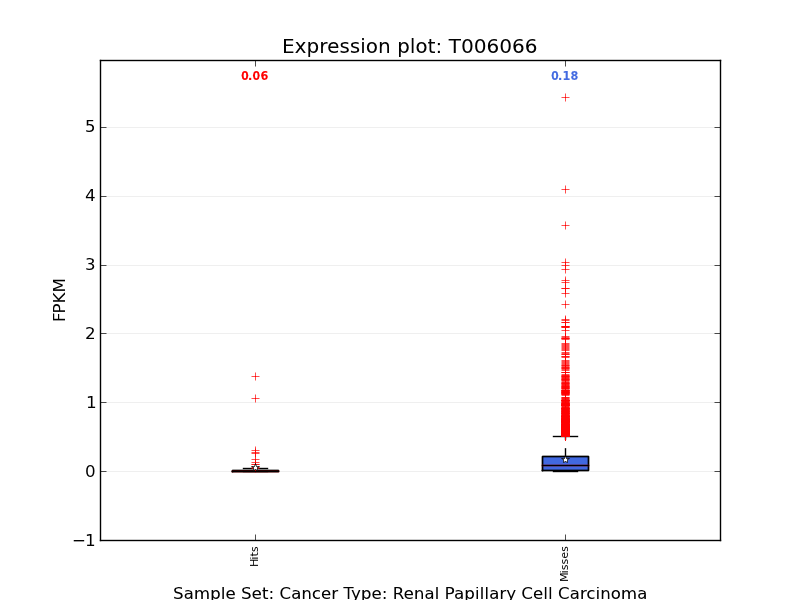 Expression plot: T006066
0.06
0.18
5
4
3
2
1
0
−1
FPKM
Hits
Misses
Sample Set: Cancer Type: Renal Papillary Cell Carcinoma